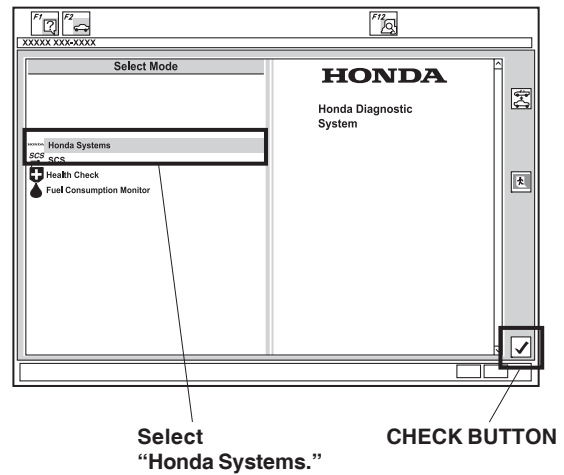 F1
F2
F12
XXXXX XXX-XXXX
Select Mode
HONDA
Honda Diagnostic
System
HONDA Honda Systems
SCS SCS
Health Check
Fuel Consumption Monitor
Select
“Honda Systems.”
CHECK BUTTON